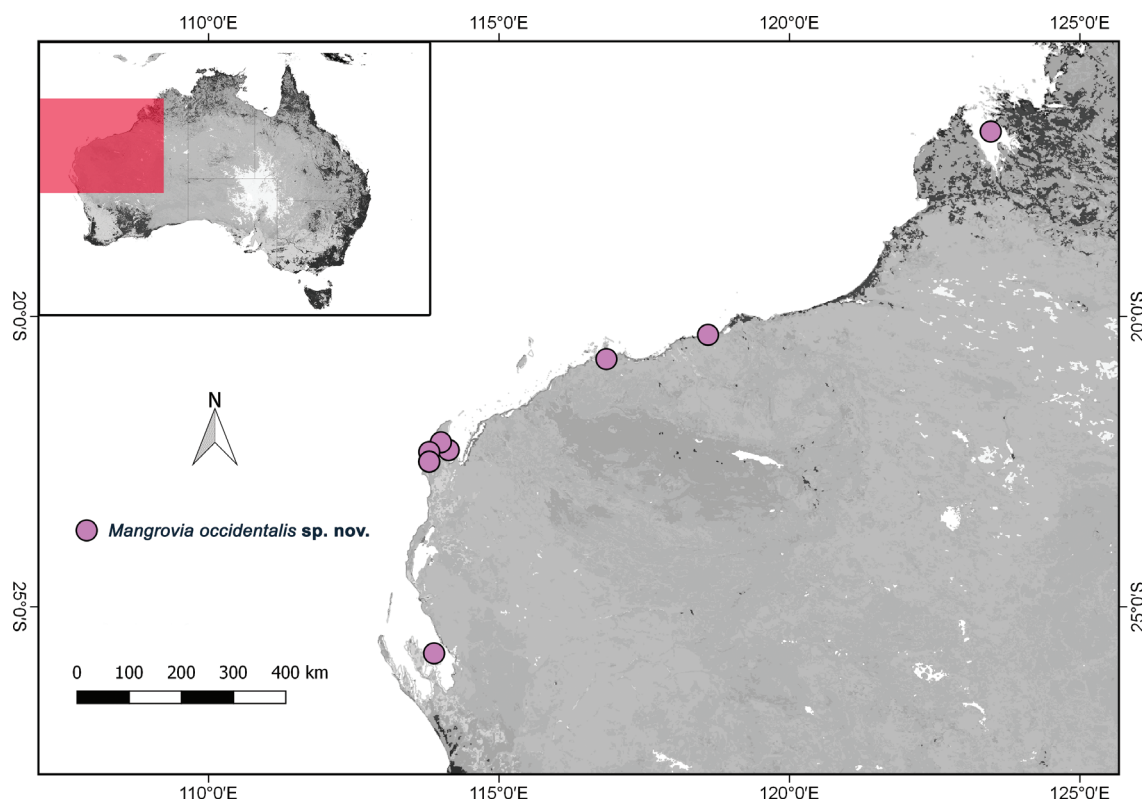 110°0′E 115°0′E 120°0′E 125°0′E
20°0′S 20°0′S
N
Mangrovia occidentalis sp. nov.
25°0′S 25°0′S
0 100 200 300 400 km
110°0′E 115°0′E 120°0′E 125°0′E